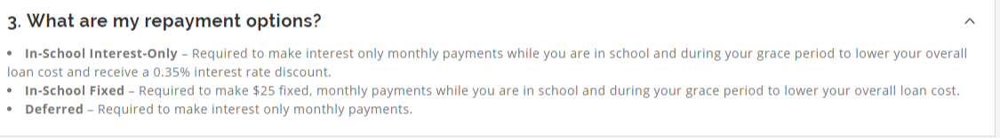 3. What are my repayment options?
• In-School Interest-Only – Required to make interest only monthly payments while you are in school and during your grace period to lower your overall
loan cost and receive a 0.35% interest rate discount.
• In-School Fixed – Required to make $25 fixed, monthly payments while you are in school and during your grace period to lower your overall loan cost.
• Deferred – Required to make interest only monthly payments.